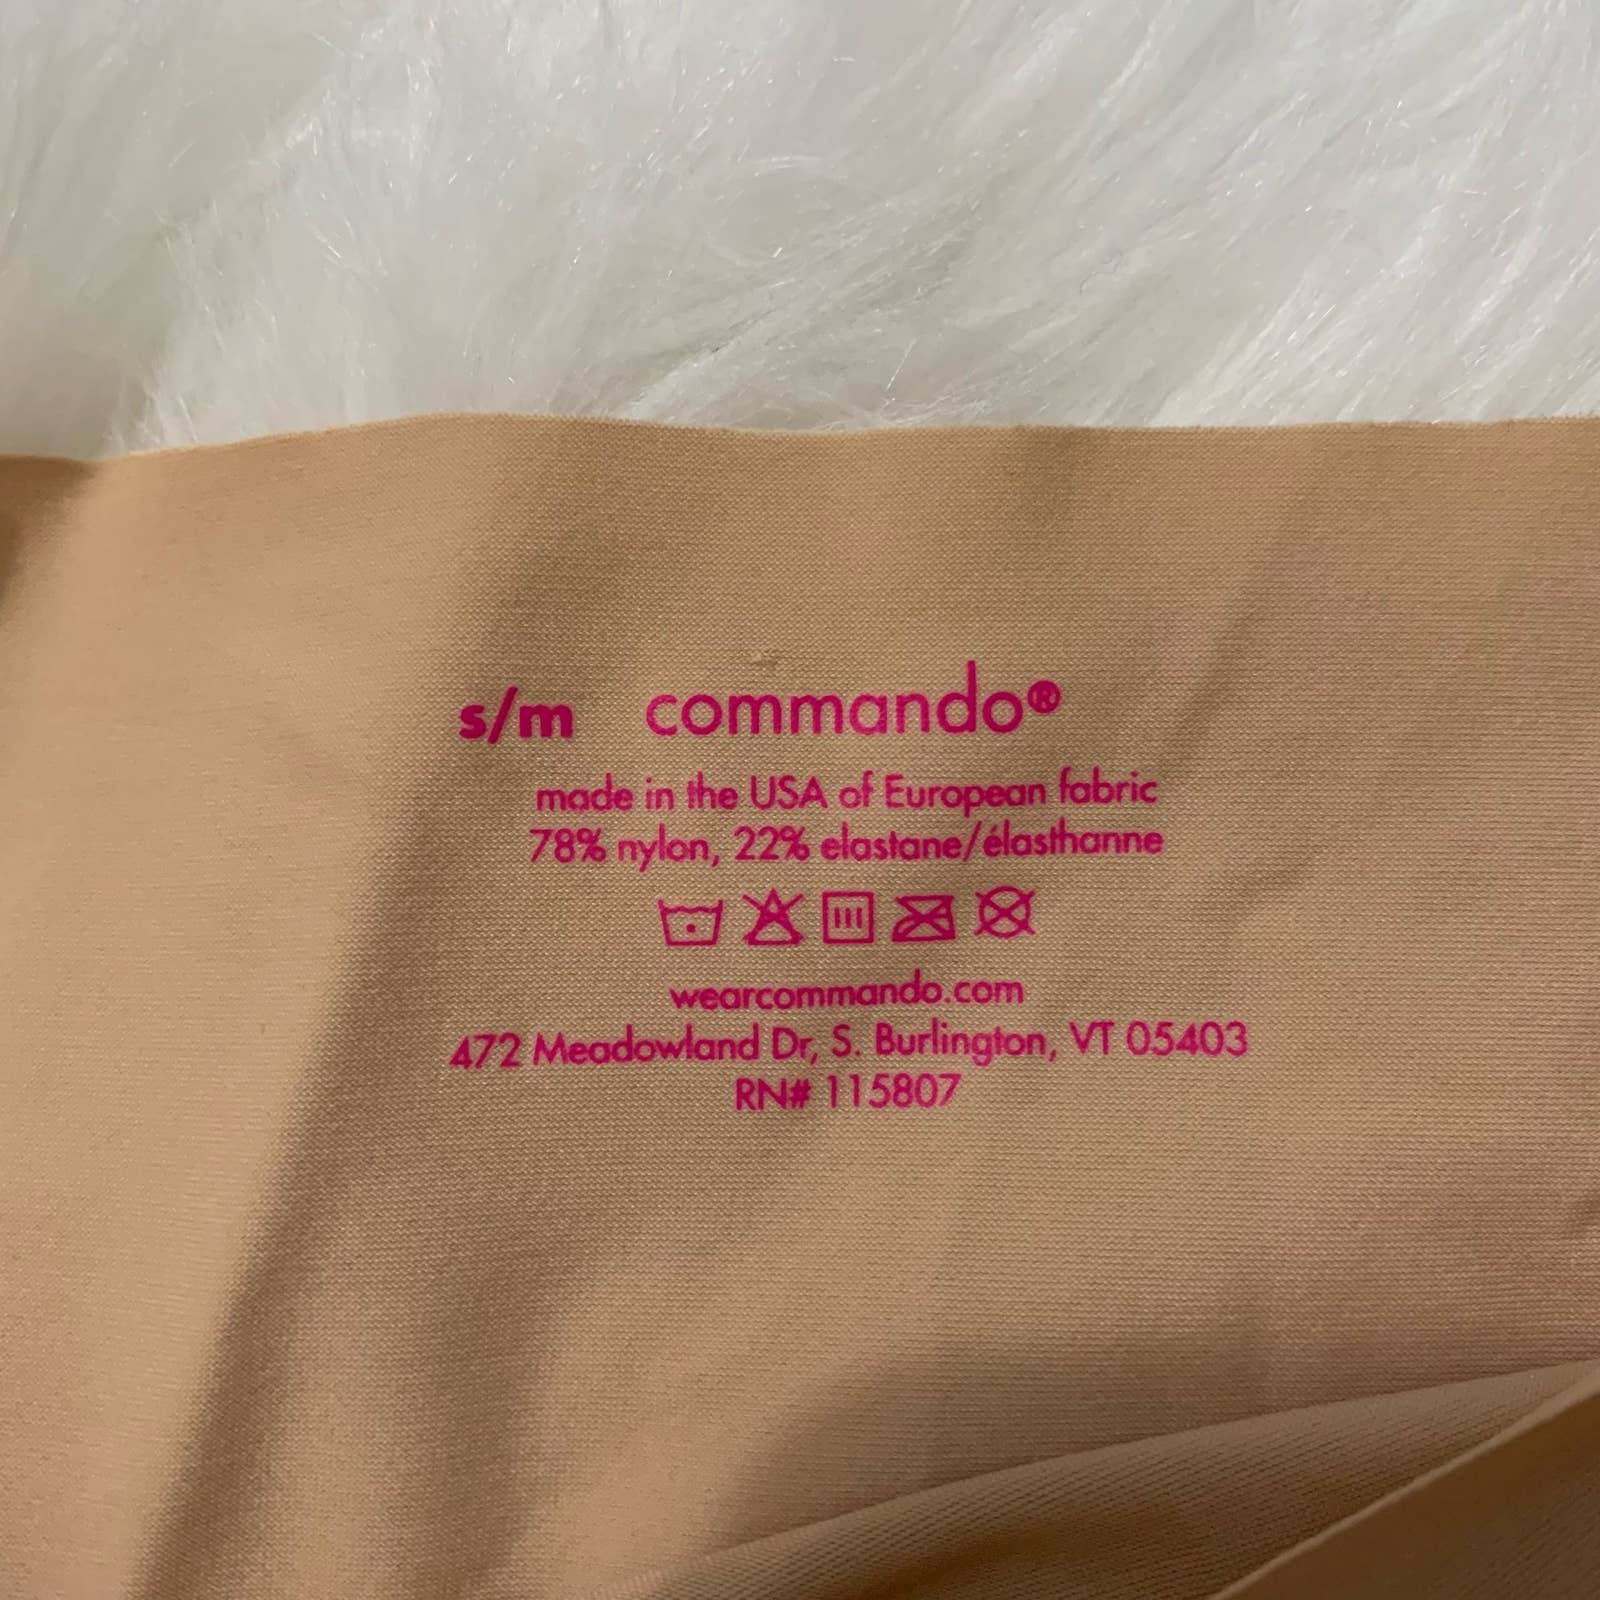 s/m commando®
made in the USA of European fabric
78% nylon, 22% elastane/élasthanne
wearcommando.com
472 Meadowland Dr, S. Burlington, VT 05403
RN# 115807